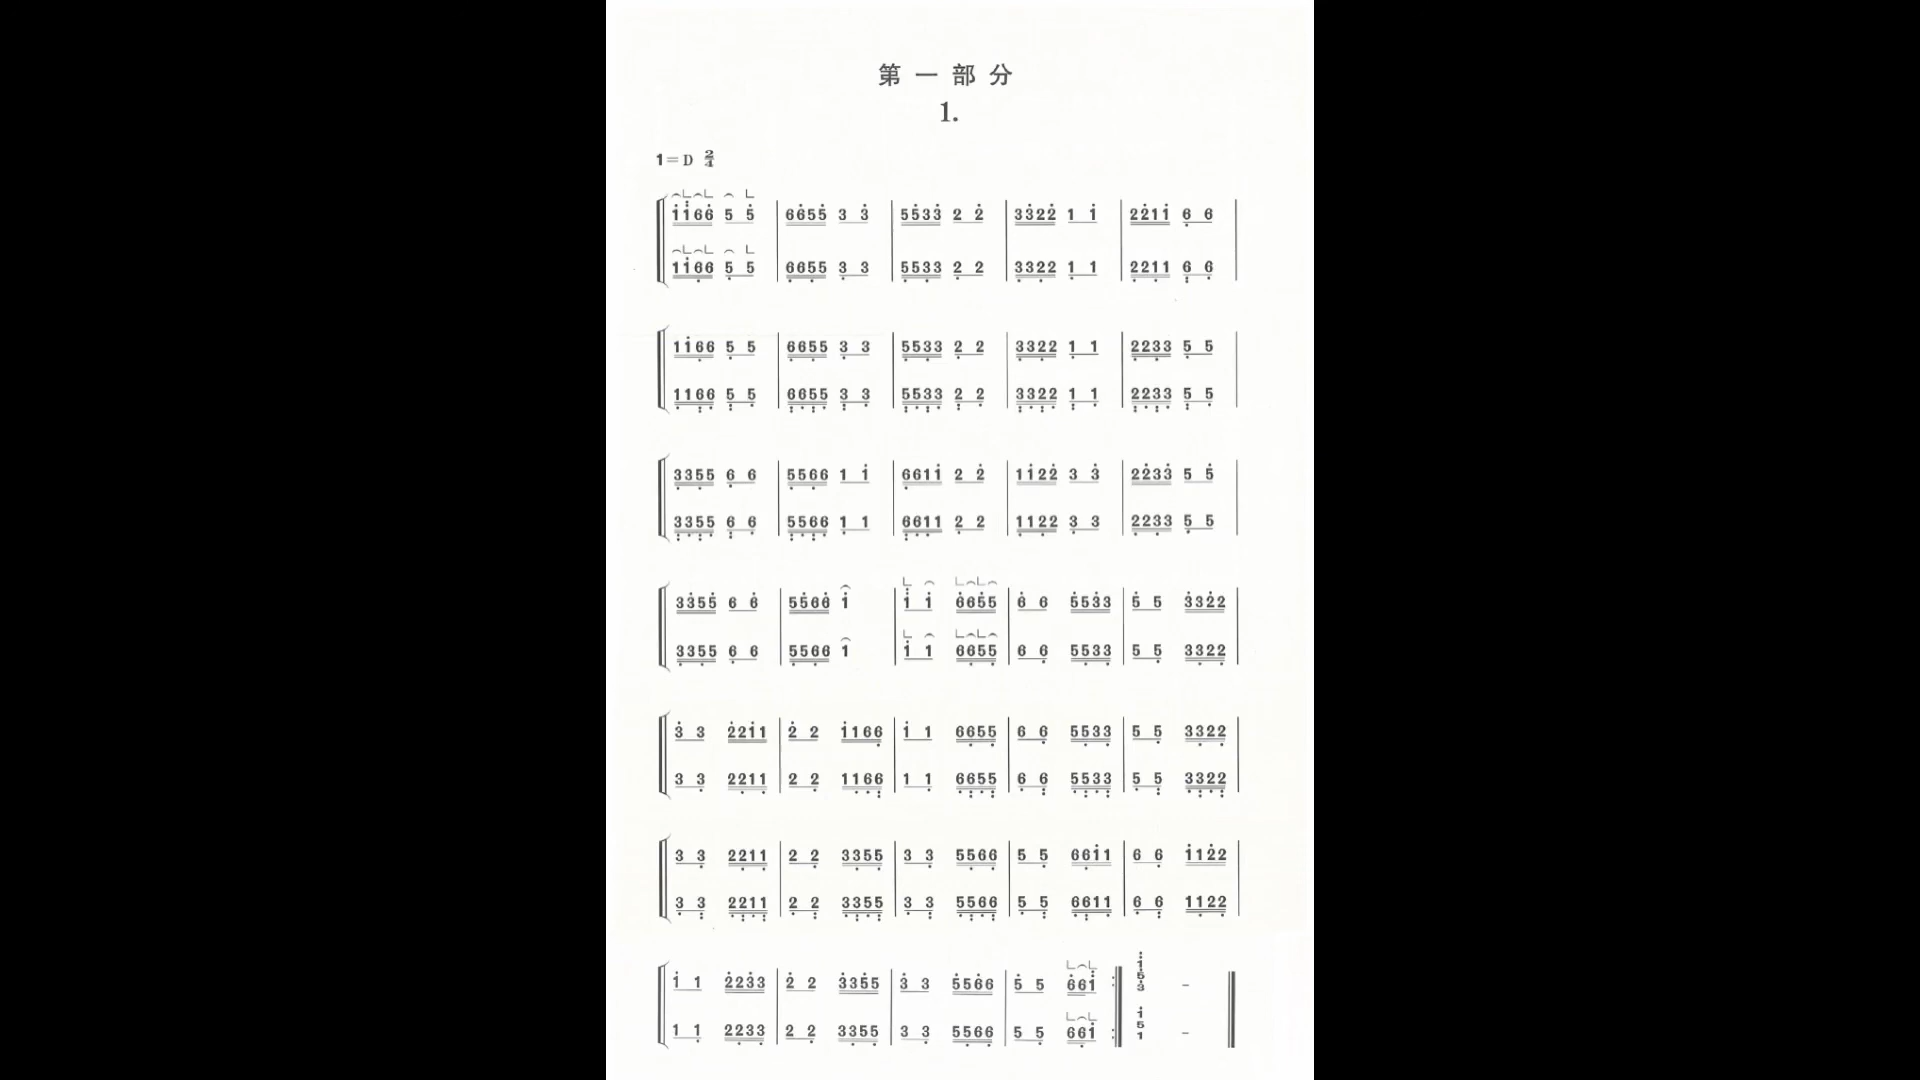 第一部分
1.
1=D 2/4
1166 5 5 | 6655 3 3 | 5533 2 2 | 3322 1 1 | 2211 6 6 |
1166 5 5 | 6655 3 3 | 5533 2 2 | 3322 1 1 | 2211 6 6 |
1166 5 5 | 6655 3 3 | 5533 2 2 | 3322 1 1 | 2233 5 5 |
1166 5 5 | 6655 3 3 | 5533 2 2 | 3322 1 1 | 2233 5 5 |
3355 6 6 | 5566 1 1 | 6611 2 2 | 1122 3 3 | 2233 5 5 |
3355 6 6 | 5566 1 1 | 6611 2 2 | 1122 3 3 | 2233 5 5 |
3355 6 6 | 5566 1 | 1 1 6655 | 6 6 5533 | 5 5 3322 |
3355 6 6 | 5566 1 | 1 1 6655 | 6 6 5533 | 5 5 3322 |
3 3 2211 | 2 2 1166 | 1 1 6655 | 6 6 5533 | 5 5 3322 |
3 3 2211 | 2 2 1166 | 1 1 6655 | 6 6 5533 | 5 5 3322 |
3 3 2211 | 2 2 3355 | 3 3 5566 | 5 5 6611 | 6 6 1122 |
3 3 2211 | 2 2 3355 | 3 3 5566 | 5 5 6611 | 6 6 1122 |
1 1 2233 | 2 2 3355 | 3 3 5566 | 5 5 661 :‖ 1 5 3 - ‖
1 1 2233 | 2 2 3355 | 3 3 5566 | 5 5 661 :‖ 1 5 1 - ‖